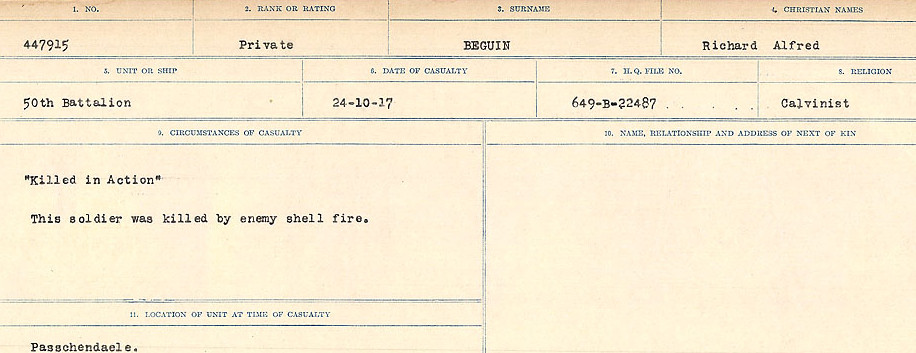 1. NO. 2. RANK OR RATING 3. SURNAME 4. CHRISTIAN NAMES
447915 Private BEGUIN Richard Alfred
5. UNIT OR SHIP 6. DATE OF CASUALTY 7. H.Q. FILE NO. 8. RELIGION
50th Battalion 24-10-17 649-B-22487 Calvinist
9. CIRCUMSTANCES OF CASUALTY 10. NAME, RELATIONSHIP AND ADDRESS OF NEXT OF KIN
"Killed in Action"
This soldier was killed by enemy shell fire.
11. LOCATION OF UNIT AT TIME OF CASUALTY
Passchendaele.